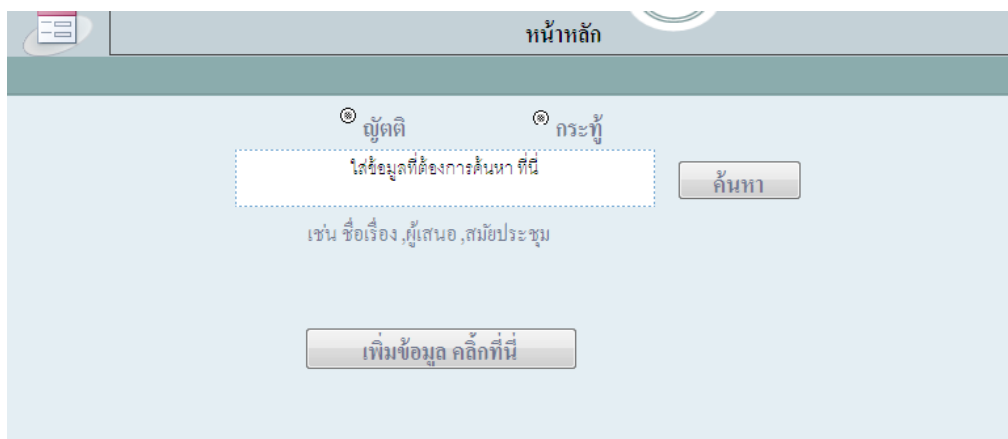 หน้าหลัก
ญัตติ กระทู้
ใส่ข้อมูลที่ต้องการค้นหา ที่นี่
ค้นหา
เช่น ชื่อเรื่อง ,ผู้เสนอ ,สมัยประชุม
เพิ่มข้อมูล คลิ้กที่นี่